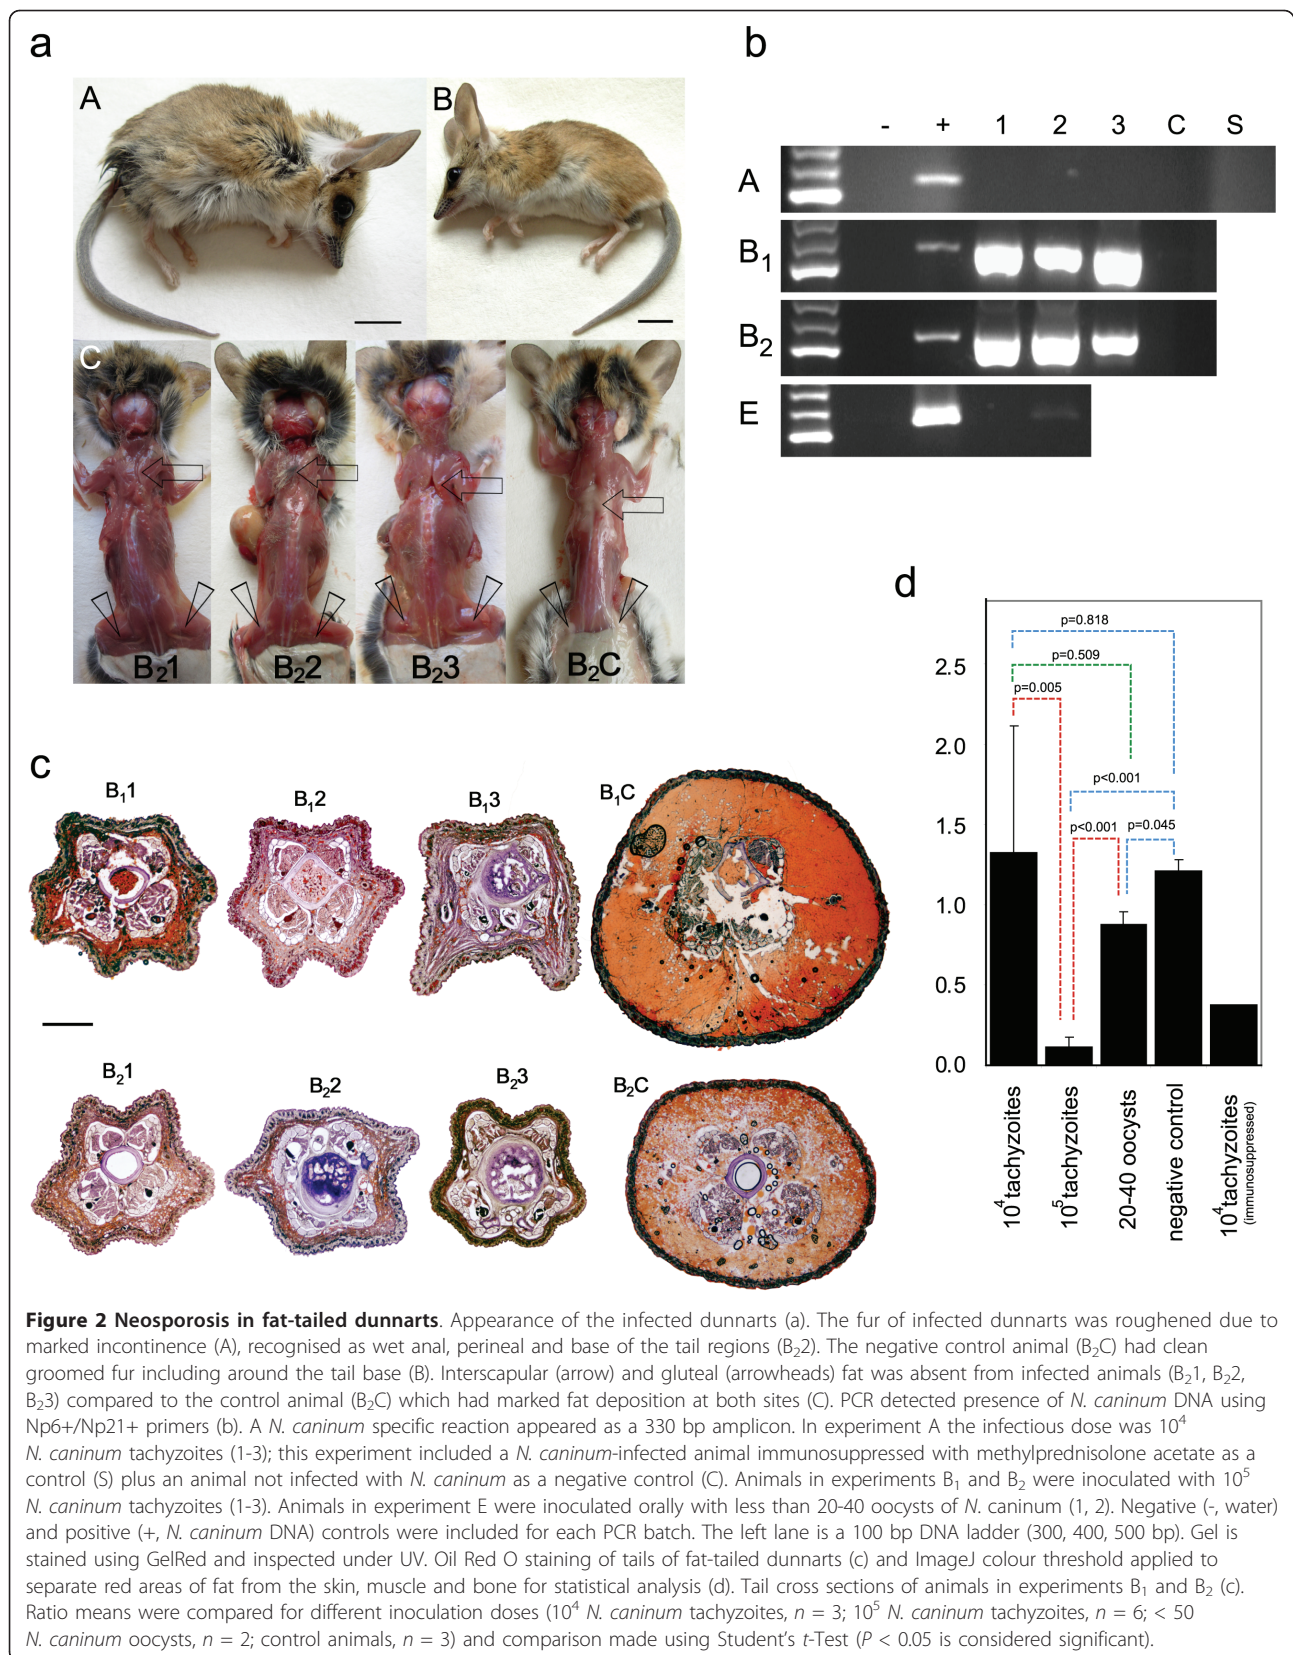 a
A
B
C
B₂1
B₂2
B₂3
B₂C
b
- + 1 2 3 C S
A
B₁
B₂
E
c
B₁1
B₁2
B₁3
B₁C
B₂1
B₂2
B₂3
B₂C
d
p=0.818
p=0.509
p=0.005
p<0.001
p<0.001
p=0.045
2.5
2.0
1.5
1.0
0.5
0.0
10⁴ tachyzoites
10⁵ tachyzoites
20-40 oocysts
negative control
10⁴ tachyzoites
(immunosuppressed)
Figure 2 Neosporosis in fat-tailed dunnarts. Appearance of the infected dunnarts (a). The fur of infected dunnarts was roughened due to
marked incontinence (A), recognised as wet anal, perineal and base of the tail regions (B₂2). The negative control animal (B₂C) had clean
groomed fur including around the tail base (B). Interscapular (arrow) and gluteal (arrowheads) fat was absent from infected animals (B₂1, B₂2,
B₂3) compared to the control animal (B₂C) which had marked fat deposition at both sites (C). PCR detected presence of N. caninum DNA using
Np6+/Np21+ primers (b). A N. caninum specific reaction appeared as a 330 bp amplicon. In experiment A the infectious dose was 10⁴
N. caninum tachyzoites (1-3); this experiment included a N. caninum-infected animal immunosuppressed with methylprednisolone acetate as a
control (S) plus an animal not infected with N. caninum as a negative control (C). Animals in experiments B₁ and B₂ were inoculated with 10⁵
N. caninum tachyzoites (1-3). Animals in experiment E were inoculated orally with less than 20-40 oocysts of N. caninum (1, 2). Negative (-, water)
and positive (+, N. caninum DNA) controls were included for each PCR batch. The left lane is a 100 bp DNA ladder (300, 400, 500 bp). Gel is
stained using GelRed and inspected under UV. Oil Red O staining of tails of fat-tailed dunnarts (c) and ImageJ colour threshold applied to
separate red areas of fat from the skin, muscle and bone for statistical analysis (d). Tail cross sections of animals in experiments B₁ and B₂ (c).
Ratio means were compared for different inoculation doses (10⁴ N. caninum tachyzoites, n = 3; 10⁵ N. caninum tachyzoites, n = 6; < 50
N. caninum oocysts, n = 2; control animals, n = 3) and comparison made using Student's t-Test (P < 0.05 is considered significant).